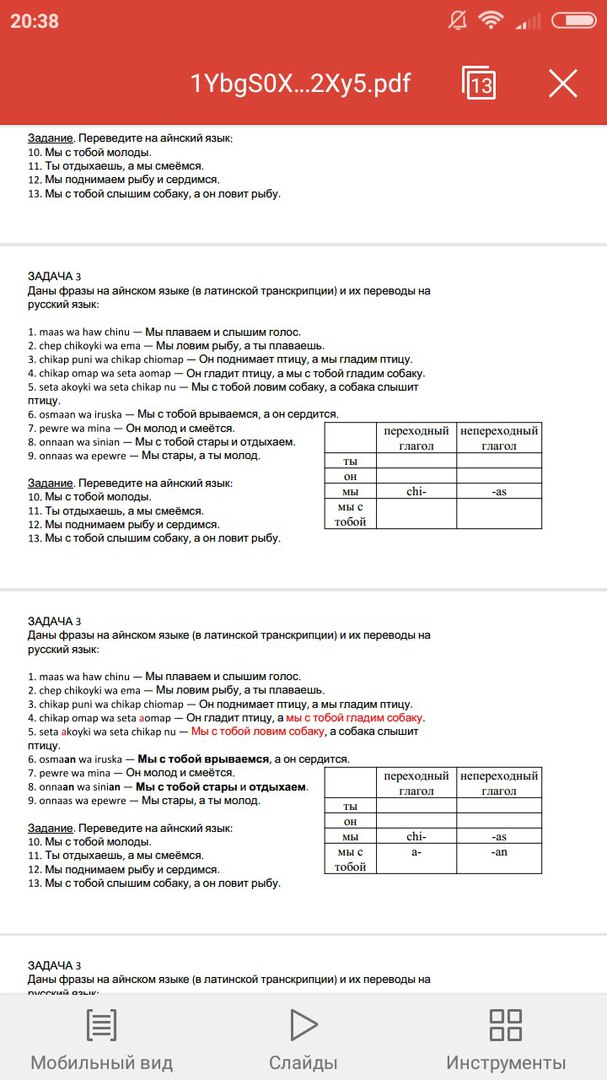 20:38
1YbgS0X...2Xy5.pdf
13
Задание. Переведите на айнский язык:
10. Мы с тобой молоды.
11. Ты отдыхаешь, а мы смеёмся.
12. Мы поднимаем рыбу и сердимся.
13. Мы с тобой слышим собаку, а он ловит рыбу.
ЗАДАЧА 3
Даны фразы на айнском языке (в латинской транскрипции) и их переводы на
русский язык:
1. maas wa haw chinu — Мы плаваем и слышим голос.
2. chep chikoyki wa ema — Мы ловим рыбу, а ты плаваешь.
3. chikap puni wa chikap chiomap — Он поднимает птицу, а мы гладим птицу.
4. chikap omap wa seta aomap — Он гладит птицу, а мы с тобой гладим собаку.
5. seta akoyki wa seta chikap nu — Мы с тобой ловим собаку, а собака слышит
птицу.
6. osmaan wa iruska — Мы с тобой врываемся, а он сердится.
7. pewre wa mina — Он молод и смеётся.
8. onnaan wa sinian — Мы с тобой стары и отдыхаем.
9. onnaas wa epewre — Мы стары, а ты молод.
Задание. Переведите на айнский язык:
10. Мы с тобой молоды.
11. Ты отдыхаешь, а мы смеёмся.
12. Мы поднимаем рыбу и сердимся.
13. Мы с тобой слышим собаку, а он ловит рыбу.
переходный непереходный
глагол глагол
ты
он
мы chi- -as
мы с
тобой
ЗАДАЧА 3
Даны фразы на айнском языке (в латинской транскрипции) и их переводы на
русский язык:
1. maas wa haw chinu — Мы плаваем и слышим голос.
2. chep chikoyki wa ema — Мы ловим рыбу, а ты плаваешь.
3. chikap puni wa chikap chiomap — Он поднимает птицу, а мы гладим птицу.
4. chikap omap wa seta aomap — Он гладит птицу, а мы с тобой гладим собаку.
5. seta akoyki wa seta chikap nu — Мы с тобой ловим собаку, а собака слышит
птицу.
6. osmaan wa iruska — Мы с тобой врываемся, а он сердится.
7. pewre wa mina — Он молод и смеётся.
8. onnaan wa sinian — Мы с тобой стары и отдыхаем.
9. onnaas wa epewre — Мы стары, а ты молод.
Задание. Переведите на айнский язык:
10. Мы с тобой молоды.
11. Ты отдыхаешь, а мы смеёмся.
12. Мы поднимаем рыбу и сердимся.
13. Мы с тобой слышим собаку, а он ловит рыбу.
переходный непереходный
глагол глагол
ты
он
мы chi- -as
мы с a- -an
тобой
ЗАДАЧА 3
Даны фразы на айнском языке (в латинской транскрипции) и их переводы на
русский язык:
Мобильный вид
Слайды
Инструменты